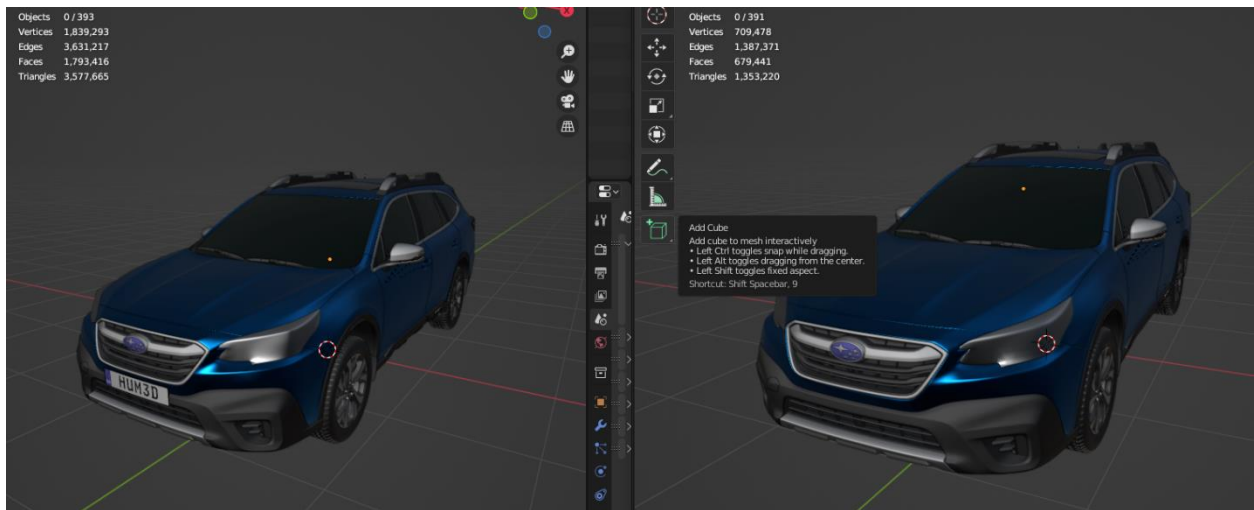 Objects 0 / 393
Vertices 1,839,293
Edges 3,631,217
Faces 1,793,416
Triangles 3,577,665
HUM3D
Objects 0 / 391
Vertices 709,478
Edges 1,387,371
Faces 679,441
Triangles 1,353,220
Add Cube
Add cube to mesh interactively
• Left Ctrl toggles snap while dragging.
• Left Alt toggles dragging from the center.
• Left Shift toggles fixed aspect.
Shortcut: Shift Spacebar, 9